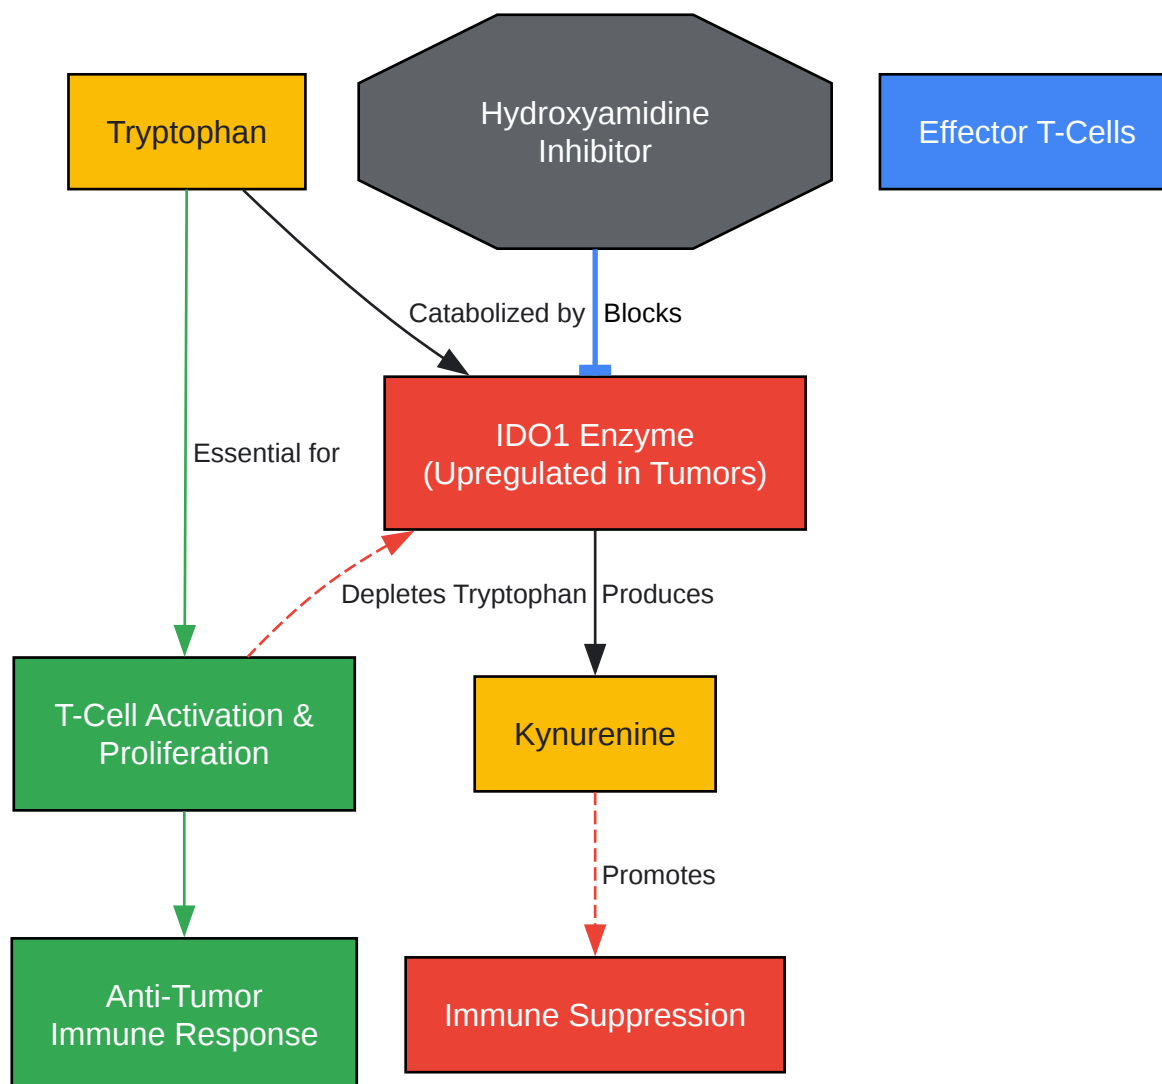 Tryptophan
Hydroxyamidine
Inhibitor
Effector T-Cells
Catabolized by
Blocks
IDO1 Enzyme
(Upregulated in Tumors)
Essential for
Depletes Tryptophan
Produces
T-Cell Activation &
Proliferation
Kynurenine
Promotes
Anti-Tumor
Immune Response
Immune Suppression